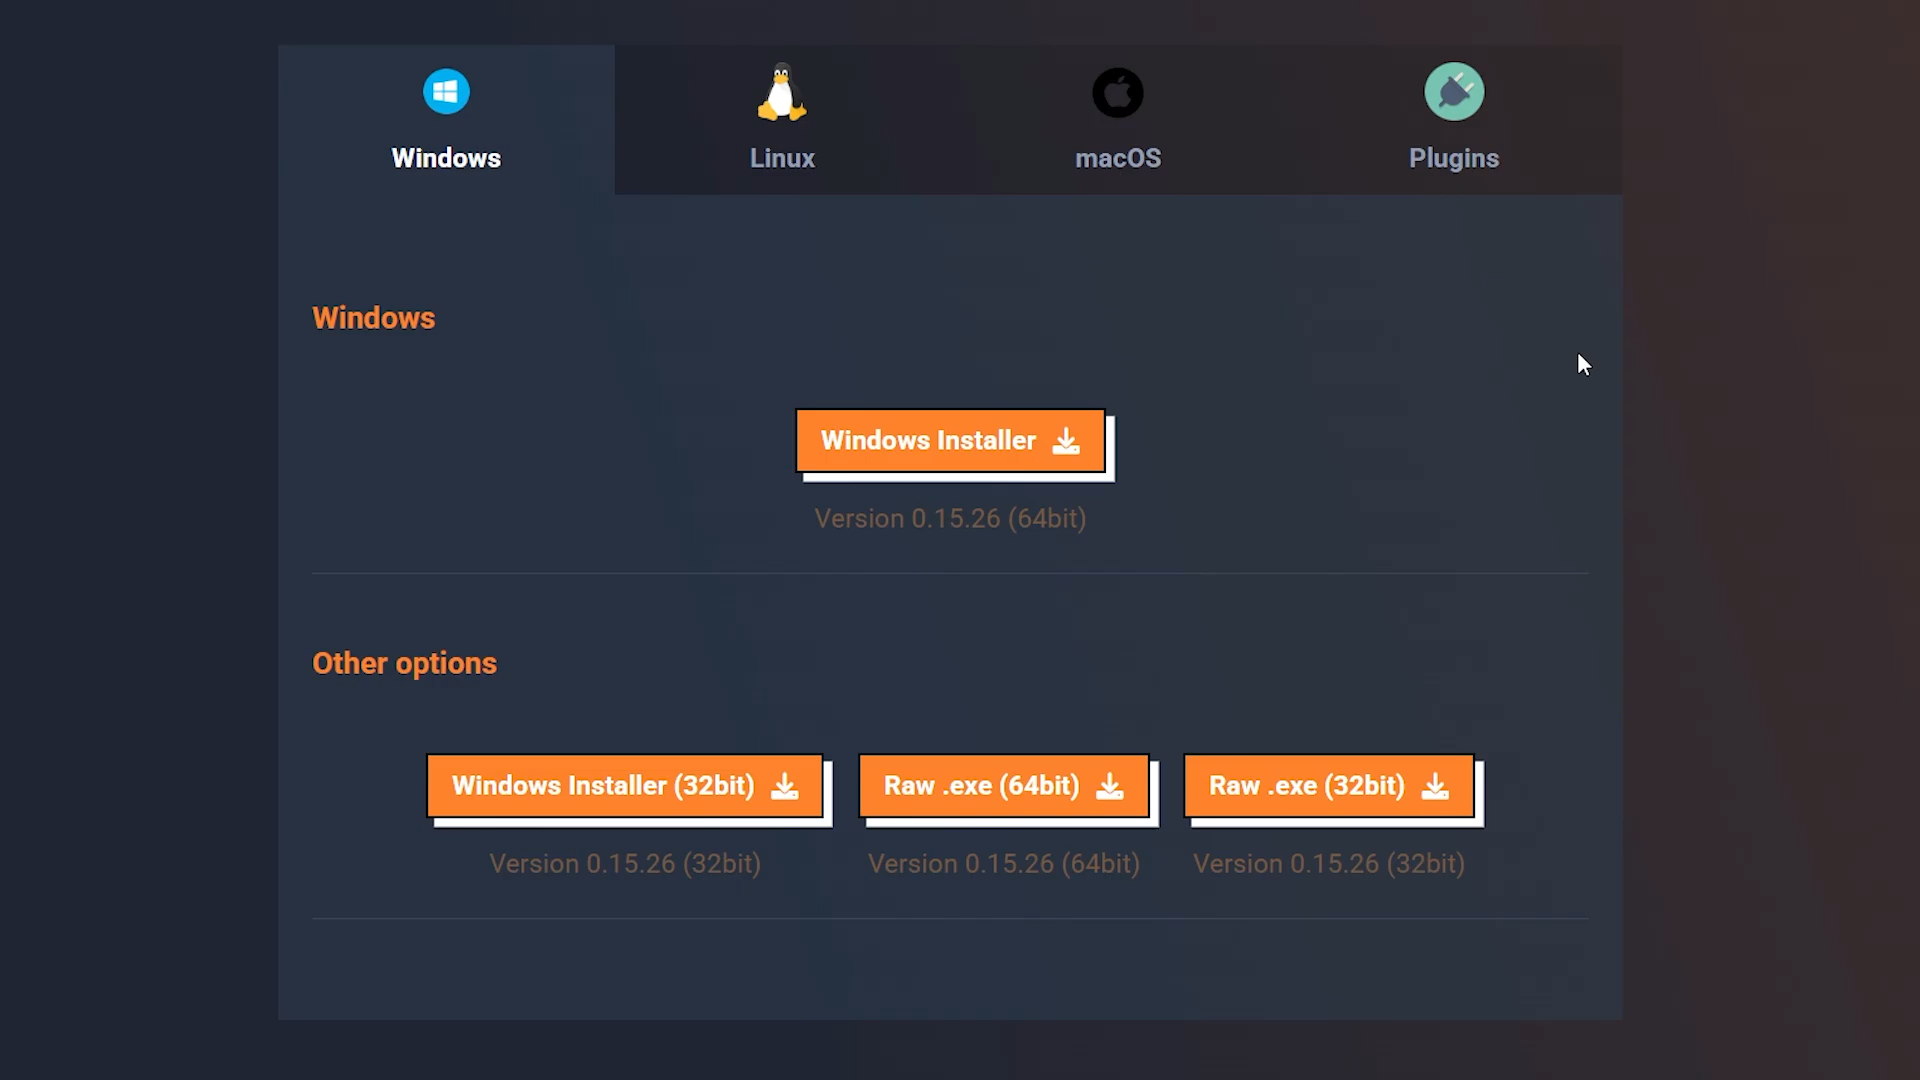 Windows
Linux
macOS
Plugins
Windows
Windows Installer
Version 0.15.26 (64bit)
Other options
Windows Installer (32bit)
Raw .exe (64bit)
Raw .exe (32bit)
Version 0.15.26 (32bit)
Version 0.15.26 (64bit)
Version 0.15.26 (32bit)